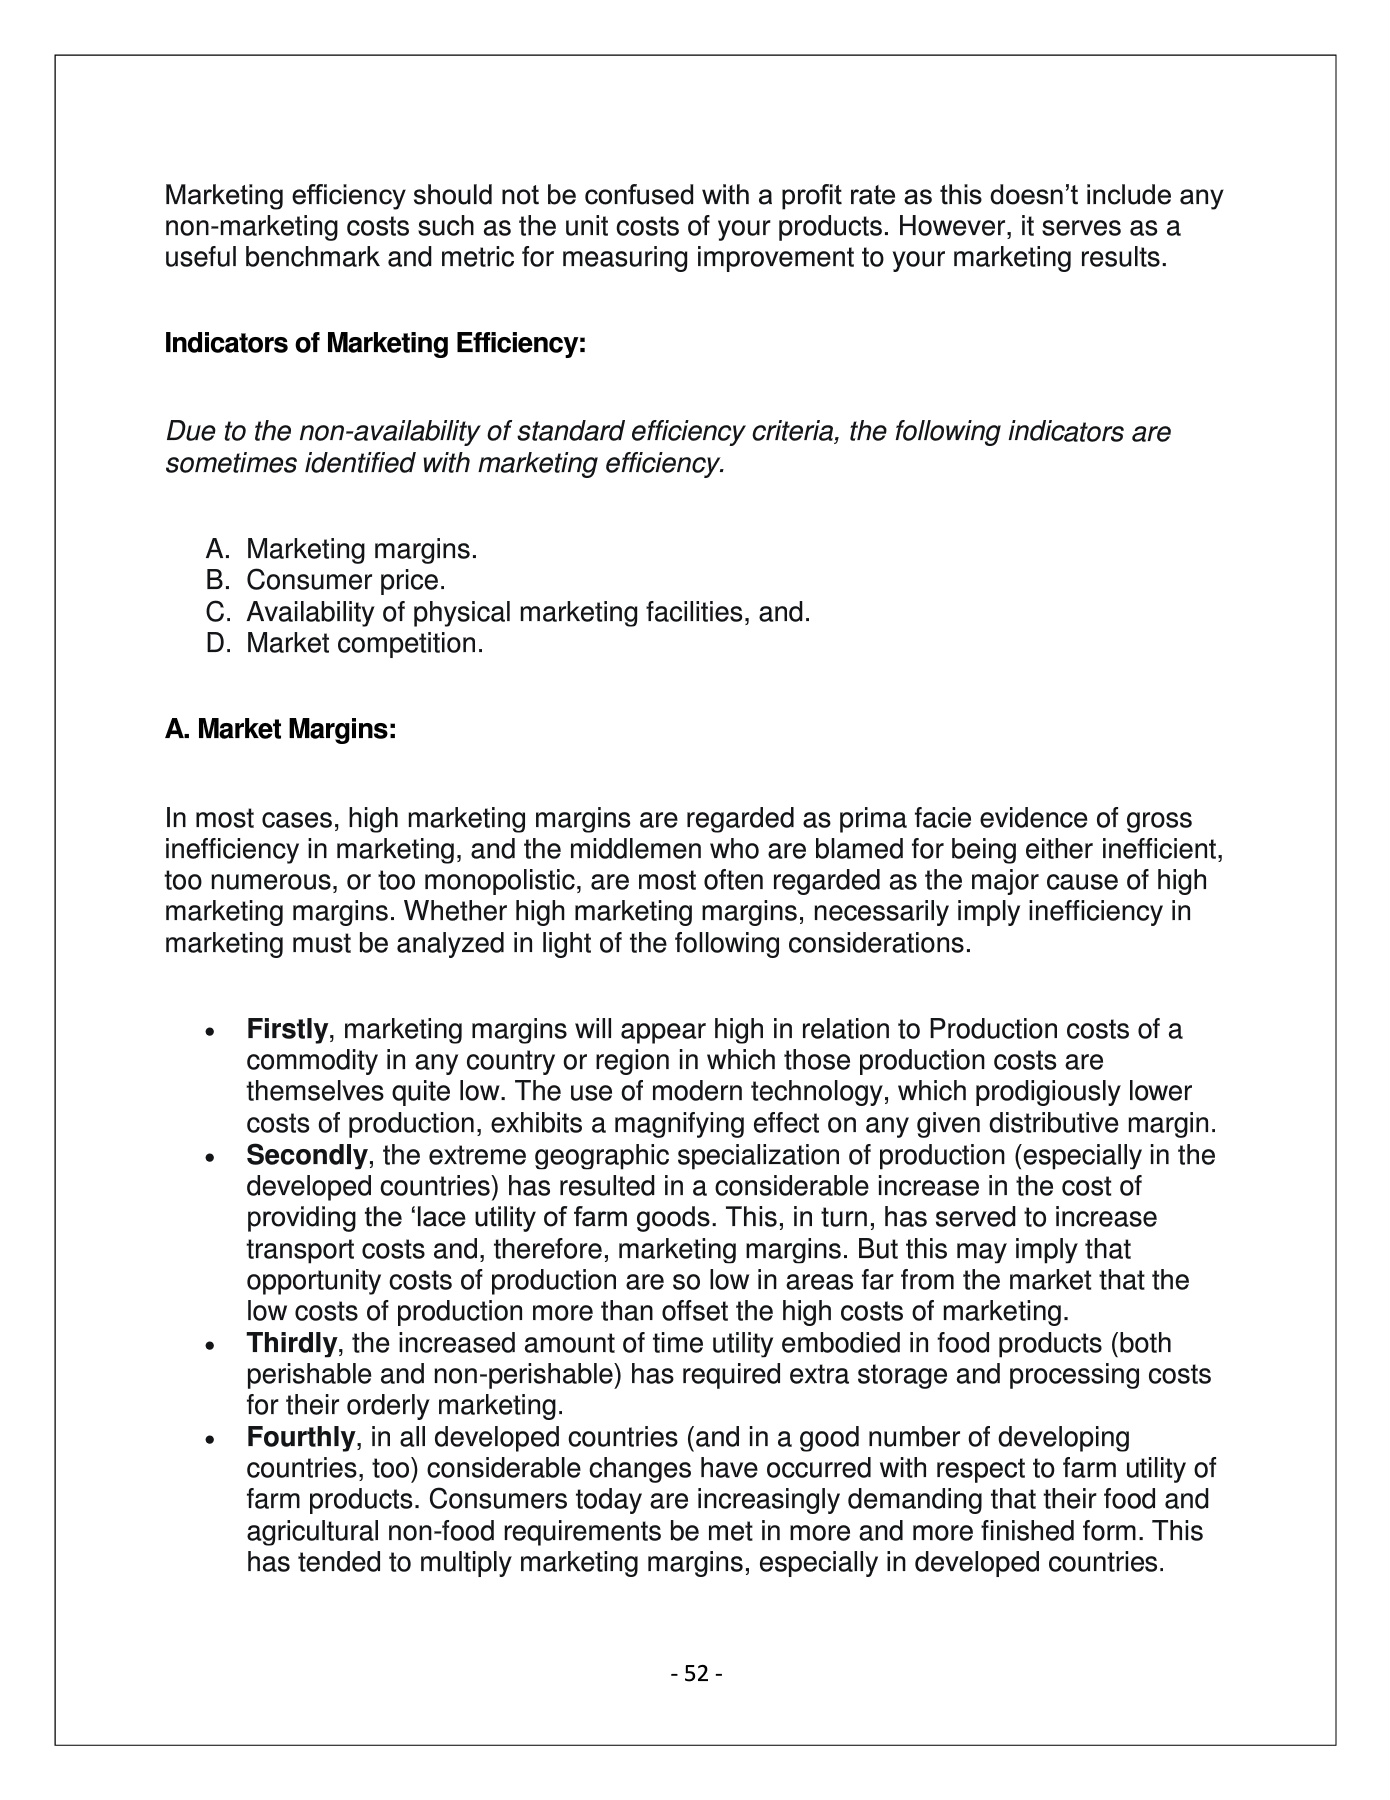 Marketing efficiency should not be confused with a profit rate as this doesn’t include any
non-marketing costs such as the unit costs of your products. However, it serves as a
useful benchmark and metric for measuring improvement to your marketing results.
Indicators of Marketing Efficiency:
Due to the non-availability of standard efficiency criteria, the following indicators are
sometimes identified with marketing efficiency.
A. Marketing margins.
B. Consumer price.
C. Availability of physical marketing facilities, and.
D. Market competition.
A. Market Margins:
In most cases, high marketing margins are regarded as prima facie evidence of gross
inefficiency in marketing, and the middlemen who are blamed for being either inefficient,
too numerous, or too monopolistic, are most often regarded as the major cause of high
marketing margins. Whether high marketing margins, necessarily imply inefficiency in
marketing must be analyzed in light of the following considerations.
• Firstly, marketing margins will appear high in relation to Production costs of a
commodity in any country or region in which those production costs are
themselves quite low. The use of modern technology, which prodigiously lower
costs of production, exhibits a magnifying effect on any given distributive margin.
• Secondly, the extreme geographic specialization of production (especially in the
developed countries) has resulted in a considerable increase in the cost of
providing the ‘lace utility of farm goods. This, in turn, has served to increase
transport costs and, therefore, marketing margins. But this may imply that
opportunity costs of production are so low in areas far from the market that the
low costs of production more than offset the high costs of marketing.
• Thirdly, the increased amount of time utility embodied in food products (both
perishable and non-perishable) has required extra storage and processing costs
for their orderly marketing.
• Fourthly, in all developed countries (and in a good number of developing
countries, too) considerable changes have occurred with respect to farm utility of
farm products. Consumers today are increasingly demanding that their food and
agricultural non-food requirements be met in more and more finished form. This
has tended to multiply marketing margins, especially in developed countries.
- 52 -